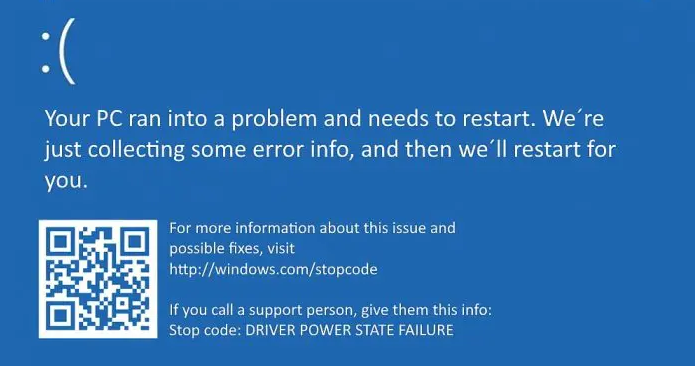 :(
Your PC ran into a problem and needs to restart. We´re
just collecting some error info, and then we´ll restart for
you.
For more information about this issue and
possible fixes, visit
http://windows.com/stopcode
If you call a support person, give them this info:
Stop code: DRIVER POWER STATE FAILURE